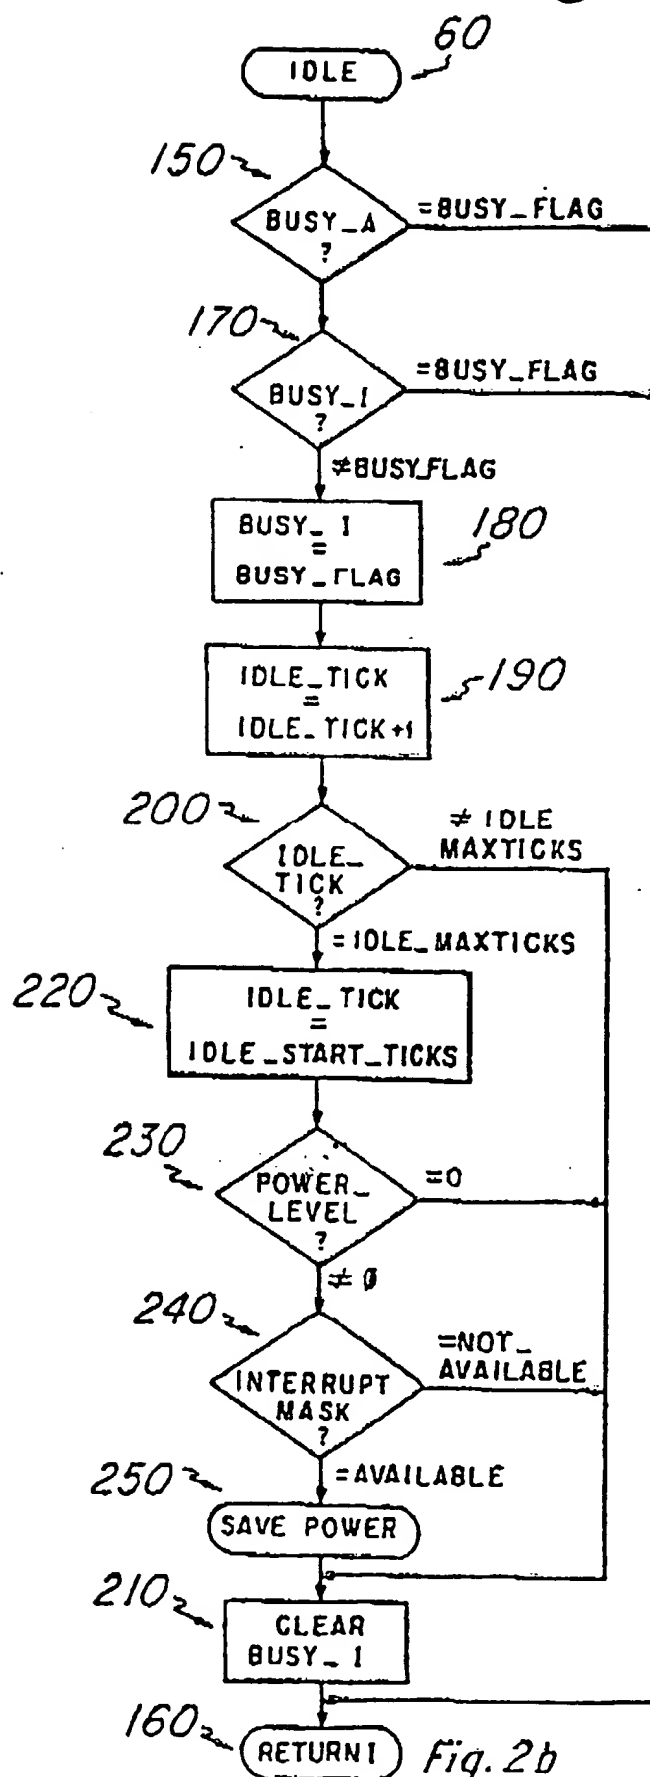 60
IDLE
150
=BUSY_FLAG
BUSY_A
?
170
=BUSY_FLAG
BUSY_I
?
≠BUSY_FLAG
180
BUSY_ I
=
BUSY_FLAG
190
IDLE_TICK
=
IDLE_TICK+1
200
≠ IDLE
MAXTICKS
IDLE_
TICK
?
=IDLE_MAXTICKS
220
IDLE_TICK
=
IDLE_START_TICKS
230
=0
POWER_
LEVEL
?
≠ 0
240
=NOT_
AVAILABLE
INTERRUPT
MASK
?
=AVAILABLE
250
SAVE POWER
210
CLEAR
BUSY_ I
160
RETURN I
Fig. 2b